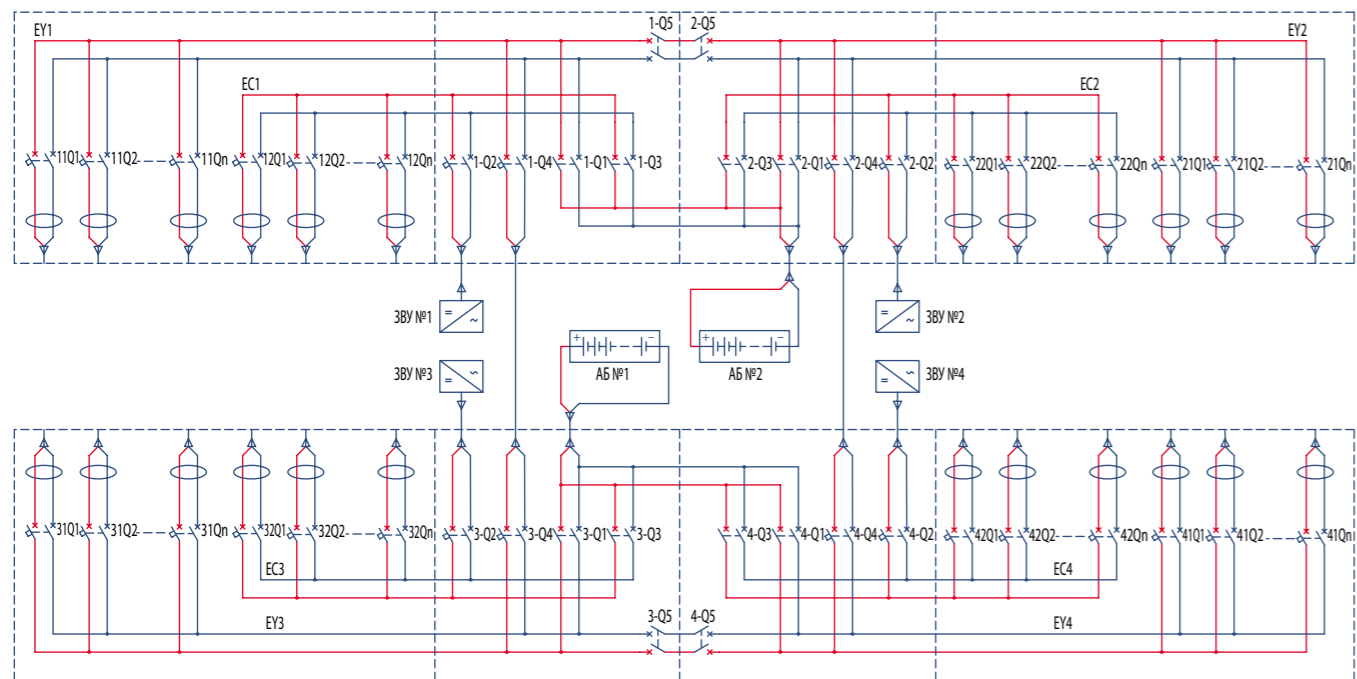 1-Q5 2-Q5
EY1 EY2
EC1 EC2
11Q1 11Q2 11Qn 12Q1 12Q2 12Qn 1-Q2 1-Q4 1-Q1 1-Q3 2-Q3 2-Q1 2-Q4 2-Q2 22Q1 22Q2 22Qn 21Q1 21Q2 21Qn
ЗВУ №1 = ~ = ~ ЗВУ №2
+ − + −
ЗВУ №3 = ~ АБ №1 АБ №2 = ~ ЗВУ №4
31Q1 31Q2 31Qn 32Q1 32Q2 32Qn 3-Q2 3-Q4 3-Q1 3-Q3 4-Q3 4-Q1 4-Q4 4-Q2 42Q1 42Q2 42Qn 41Q1 41Q2 41Qn
EC3 EC4
3-Q5 4-Q5
EY3 EY4